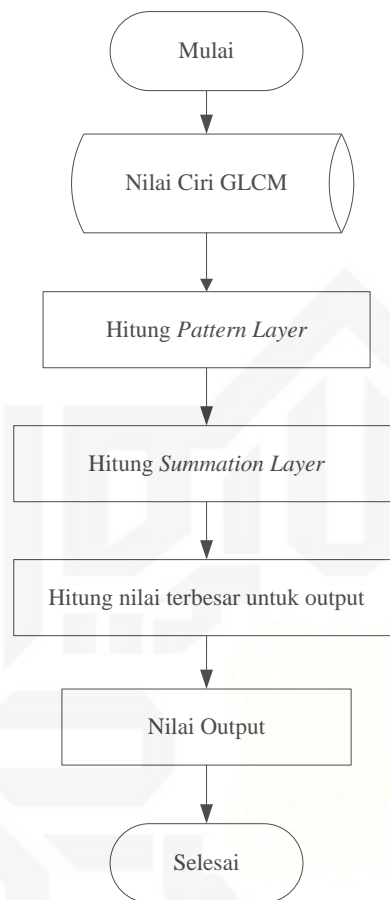 Mulai
Nilai Ciri GLCM
Hitung Pattern Layer
Hitung Summation Layer
Hitung nilai terbesar untuk output
Nilai Output
Selesai